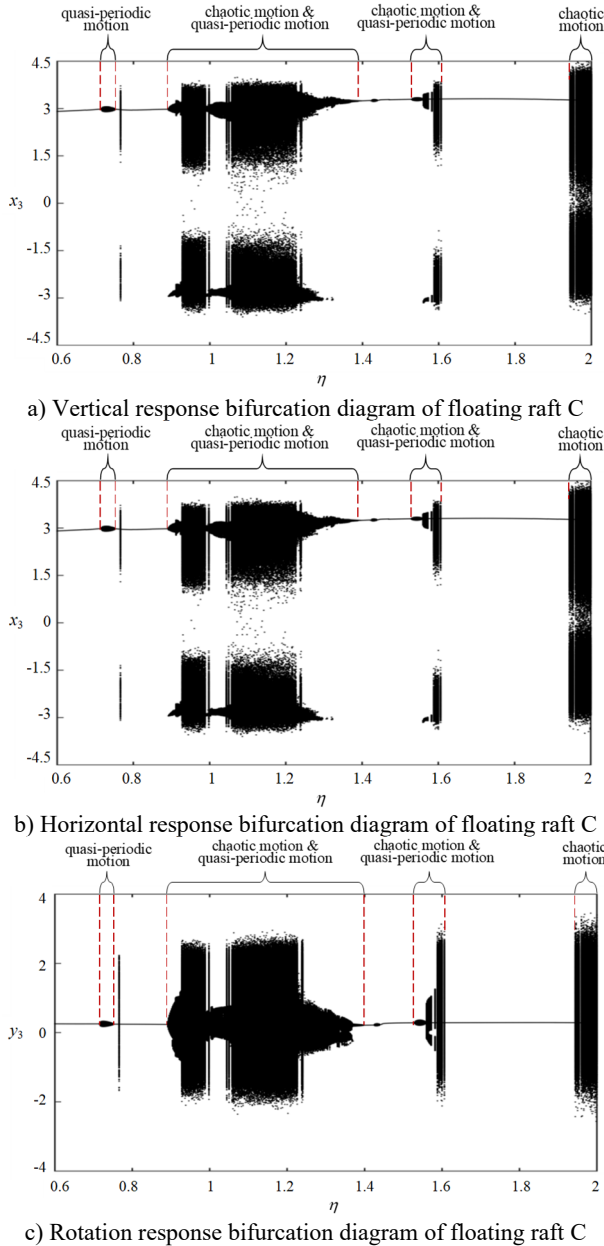 quasi-periodic
motion
chaotic motion &
quasi-periodic motion
chaotic motion &
quasi-periodic motion
chaotic
motion
4.5
3
1.5
x3
0
-1.5
-3
-4.5
0.6 0.8 1 1.2 1.4 1.6 1.8 2
η
a) Vertical response bifurcation diagram of floating raft C
quasi-periodic
motion
chaotic motion &
quasi-periodic motion
chaotic motion &
quasi-periodic motion
chaotic
motion
4.5
3
1.5
x3
0
-1.5
-3
-4.5
0.6 0.8 1 1.2 1.4 1.6 1.8 2
η
b) Horizontal response bifurcation diagram of floating raft C
quasi-periodic
motion
chaotic motion &
quasi-periodic motion
chaotic motion &
quasi-periodic motion
chaotic
motion
4
2
y3
0
-2
-4
0.6 0.8 1 1.2 1.4 1.6 1.8 2
η
c) Rotation response bifurcation diagram of floating raft C